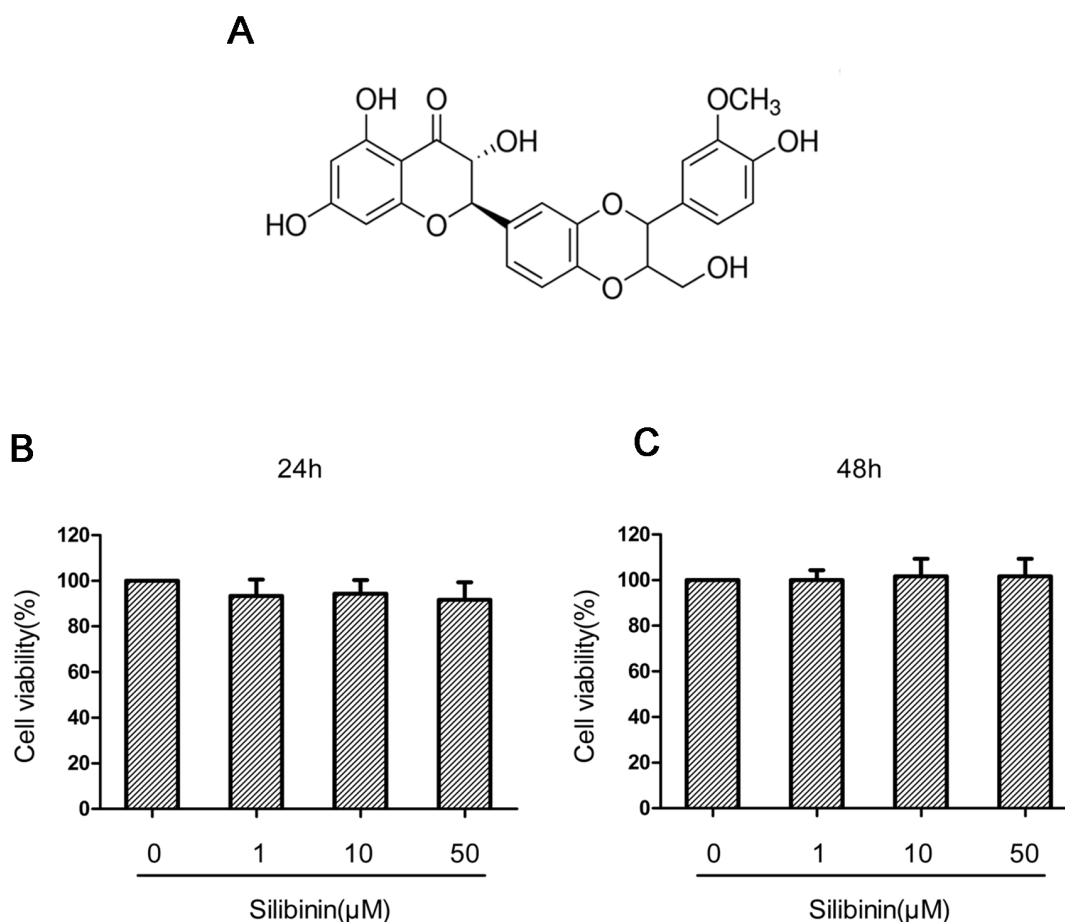 A
OH
O
OH
HO
O
O
O
OCH3
OH
OH
B
24h
Cell viability(%)
120
100
80
60
40
20
0
0 1 10 50
Silibinin(µM)
C
48h
Cell viability(%)
120
100
80
60
40
20
0
0 1 10 50
Silibinin(µM)